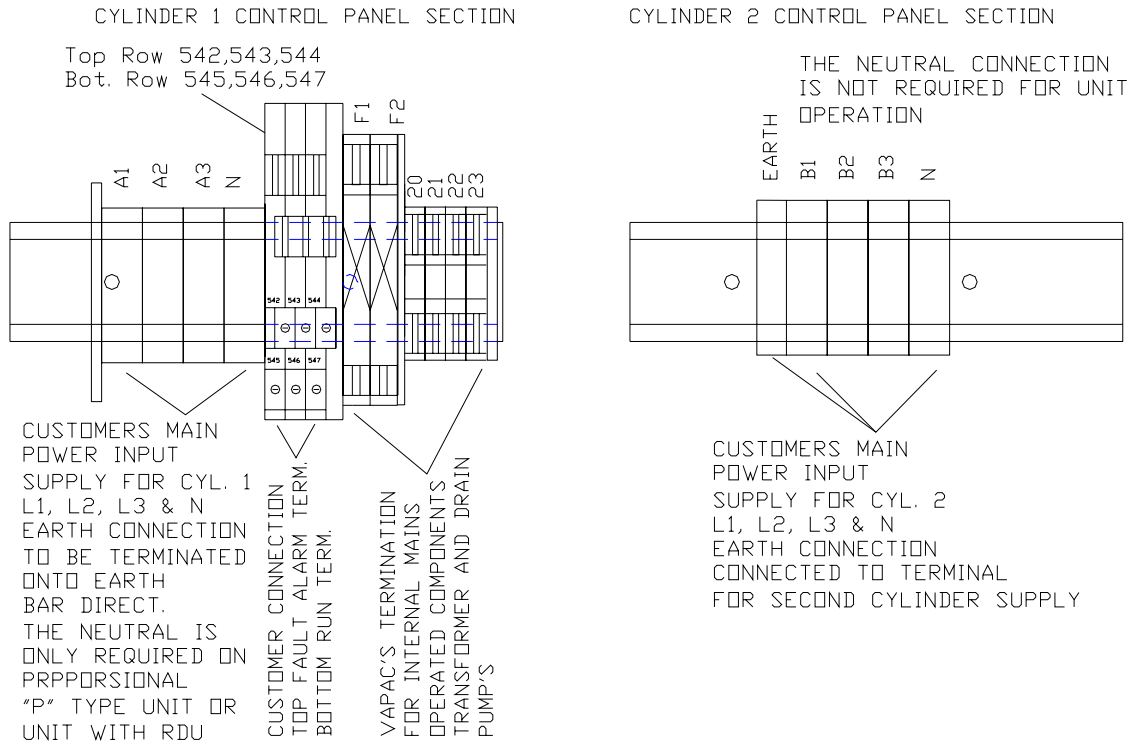 CYLINDER 1 CONTROL PANEL SECTION
Top Row 542,543,544
Bot. Row 545,546,547
A1
A2
A3
N
F1
F2
20
21
22
23
542 543 544
545 546 547
CUSTOMERS MAIN
POWER INPUT
SUPPLY FOR CYL. 1
L1, L2, L3 & N
EARTH CONNECTION
TO BE TERMINATED
ONTO EARTH
BAR DIRECT.
THE NEUTRAL IS
ONLY REQUIRED ON
PRPPORSIONAL
"P" TYPE UNIT OR
UNIT WITH RDU
CUSTOMER CONNECTION
TOP FAULT ALARM TERM.
BOTTOM RUN TERM.
VAPAC'S TERMINATION
FOR INTERNAL MAINS
OPERATED COMPONENTS
TRANSFORMER AND DRAIN
PUMP'S
CYLINDER 2 CONTROL PANEL SECTION
THE NEUTRAL CONNECTION
IS NOT REQUIRED FOR UNIT
OPERATION
EARTH
B1
B2
B3
N
CUSTOMERS MAIN
POWER INPUT
SUPPLY FOR CYL. 2
L1, L2, L3 & N
EARTH CONNECTION
CONNECTED TO TERMINAL
FOR SECOND CYLINDER SUPPLY